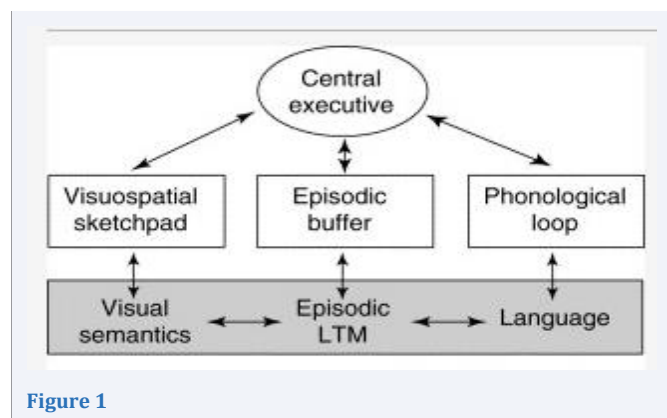 Central
executive
Visuospatial
sketchpad
Episodic
buffer
Phonological
loop
Visual
semantics
Episodic
LTM
Language
Figure 1